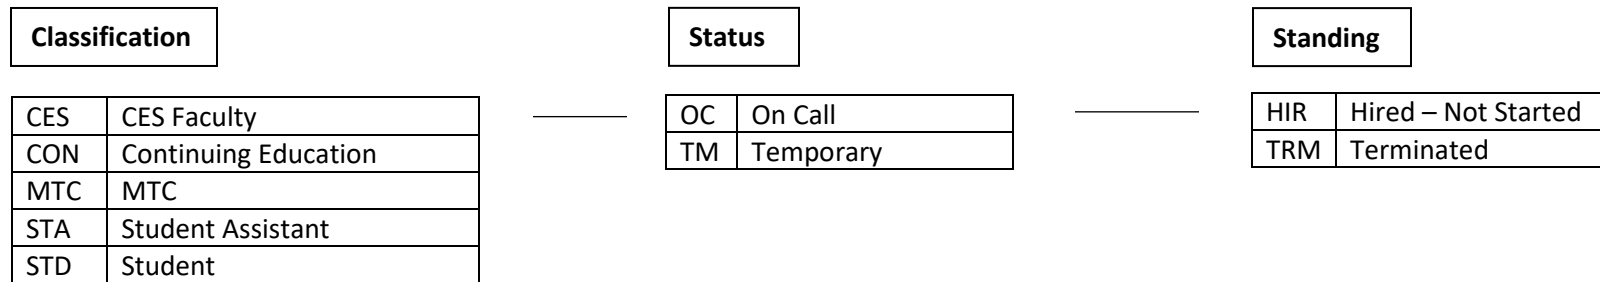 Classification
Status
Standing
CES CES Faculty
CON Continuing Education
MTC MTC
STA Student Assistant
STD Student
OC On Call
TM Temporary
HIR Hired – Not Started
TRM Terminated